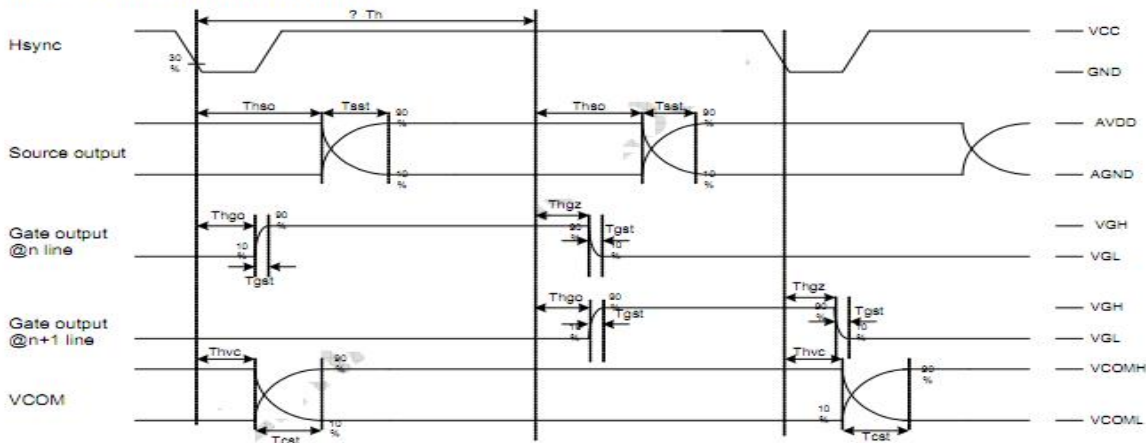 ? Th
Hsync
VCC
30
%
GND
Thso
Tsst
90
%
Thso
Tsst
90
%
AVDD
Source output
10
%
10
%
AGND
Thgo
90
%
Thgz
VGH
Gate output
@n line
10
%
90
%
Tgst
10
%
VGL
Tgst
Thgz
Thgo
90
%
VGH
Gate output
@n+1 line
10
%
Tgst
90
%
Tgst
10
%
VGL
Thvc
Thvc
90
%
90
%
VCOMH
VCOM
10
%
10
%
VCOML
Tcst
Tcst